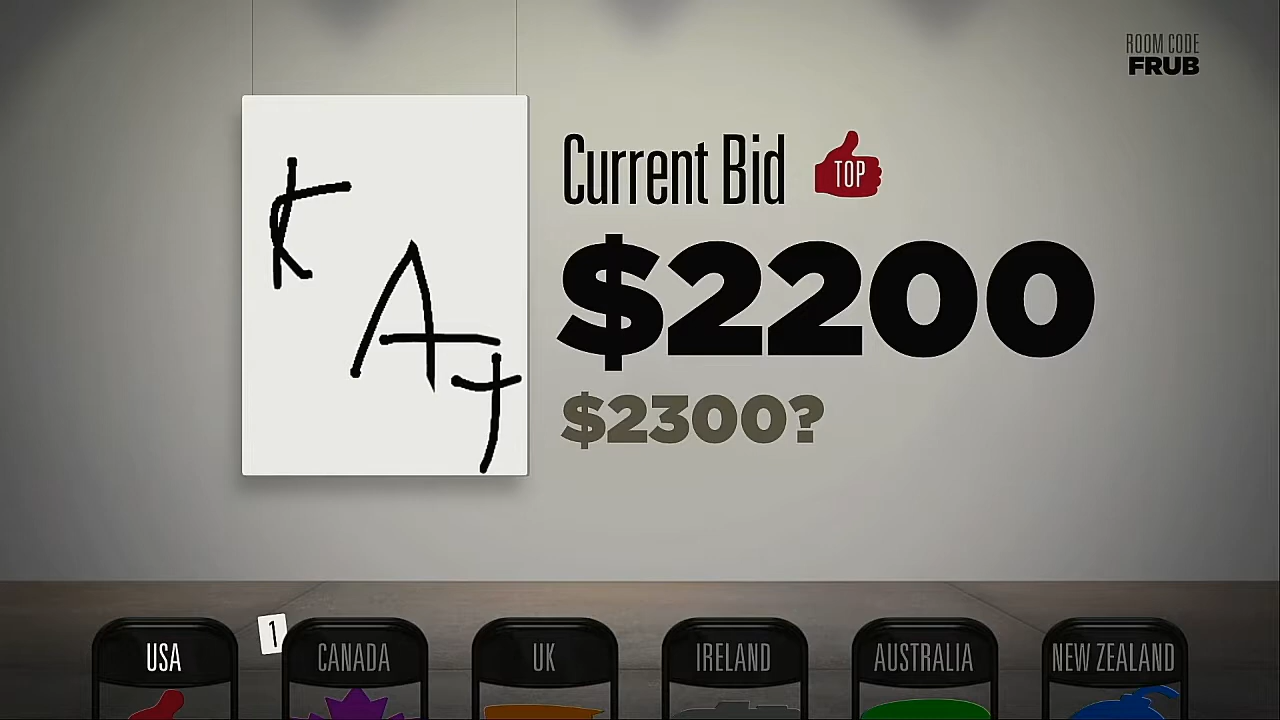 ROOM CODE
FRUB
KAT
Current Bid TOP
$2200
$2300?
1
USA CANADA UK IRELAND AUSTRALIA NEW ZEALAND